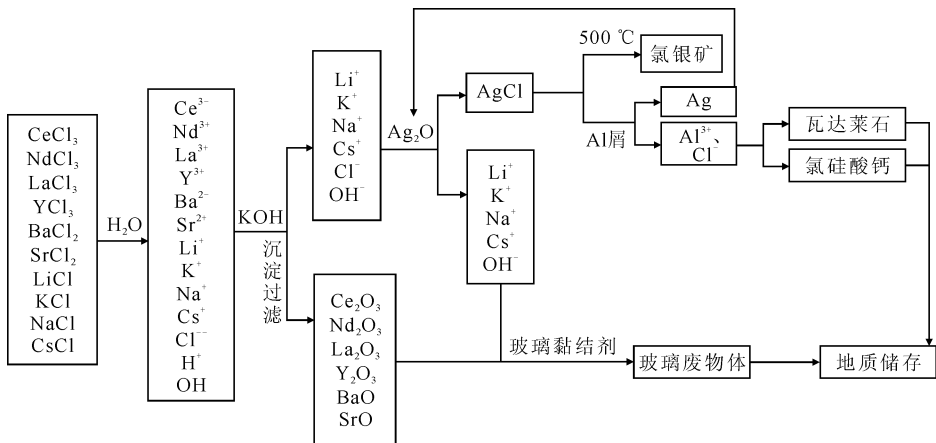 CeCl₃
NdCl₃
LaCl₃
YCl₃
BaCl₂
SrCl₂
LiCl
KCl
NaCl
CsCl
H₂O
Ce³⁻
Nd³⁺
La³⁺
Y³⁺
Ba²⁻
Sr²⁺
Li⁺
K⁺
Na⁺
Cs⁺
Cl⁻⁻
H⁺
OH
KOH
沉淀过滤
Li⁺
K⁺
Na⁺
Cs⁺
Cl⁻
OH⁻
Ce₂O₃
Nd₂O₃
La₂O₃
Y₂O₃
BaO
SrO
Ag₂O
AgCl
Li⁺
K⁺
Na⁺
Cs⁺
OH⁻
500 ℃
氯银矿
Al屑
Ag
Al³⁺、
Cl⁻
瓦达莱石
氯硅酸钙
玻璃黏结剂
玻璃废物体
地质储存